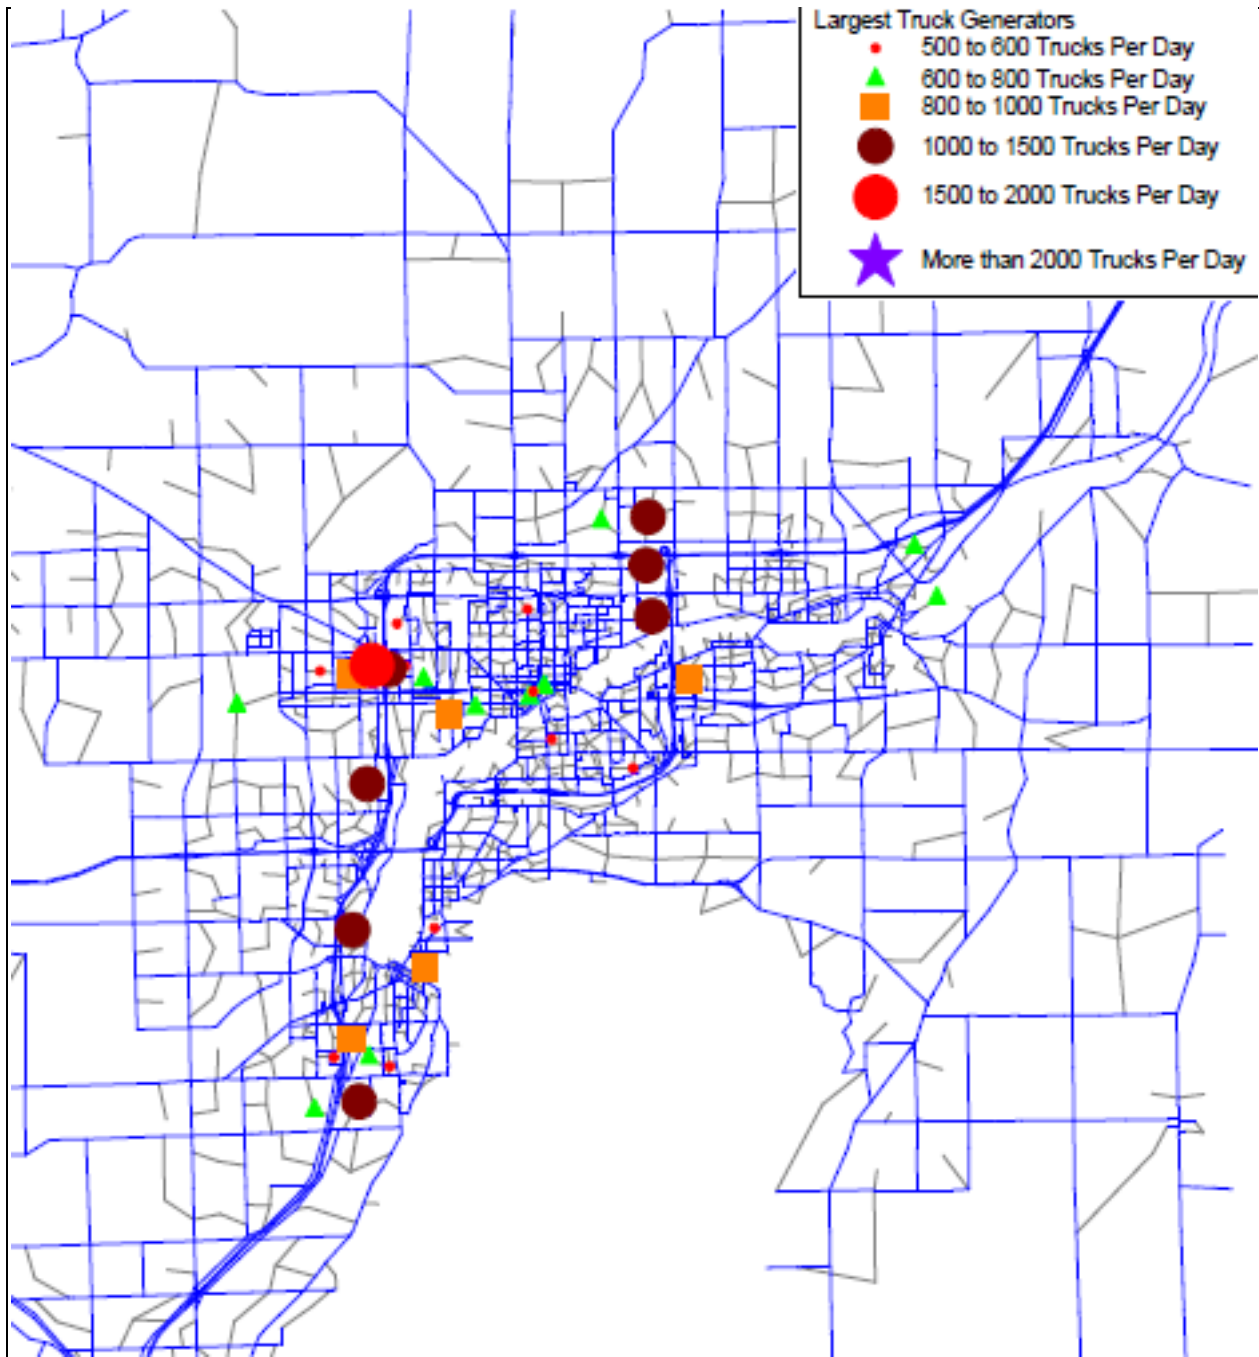 Largest Truck Generators
500 to 600 Trucks Per Day
600 to 800 Trucks Per Day
800 to 1000 Trucks Per Day
1000 to 1500 Trucks Per Day
1500 to 2000 Trucks Per Day
More than 2000 Trucks Per Day